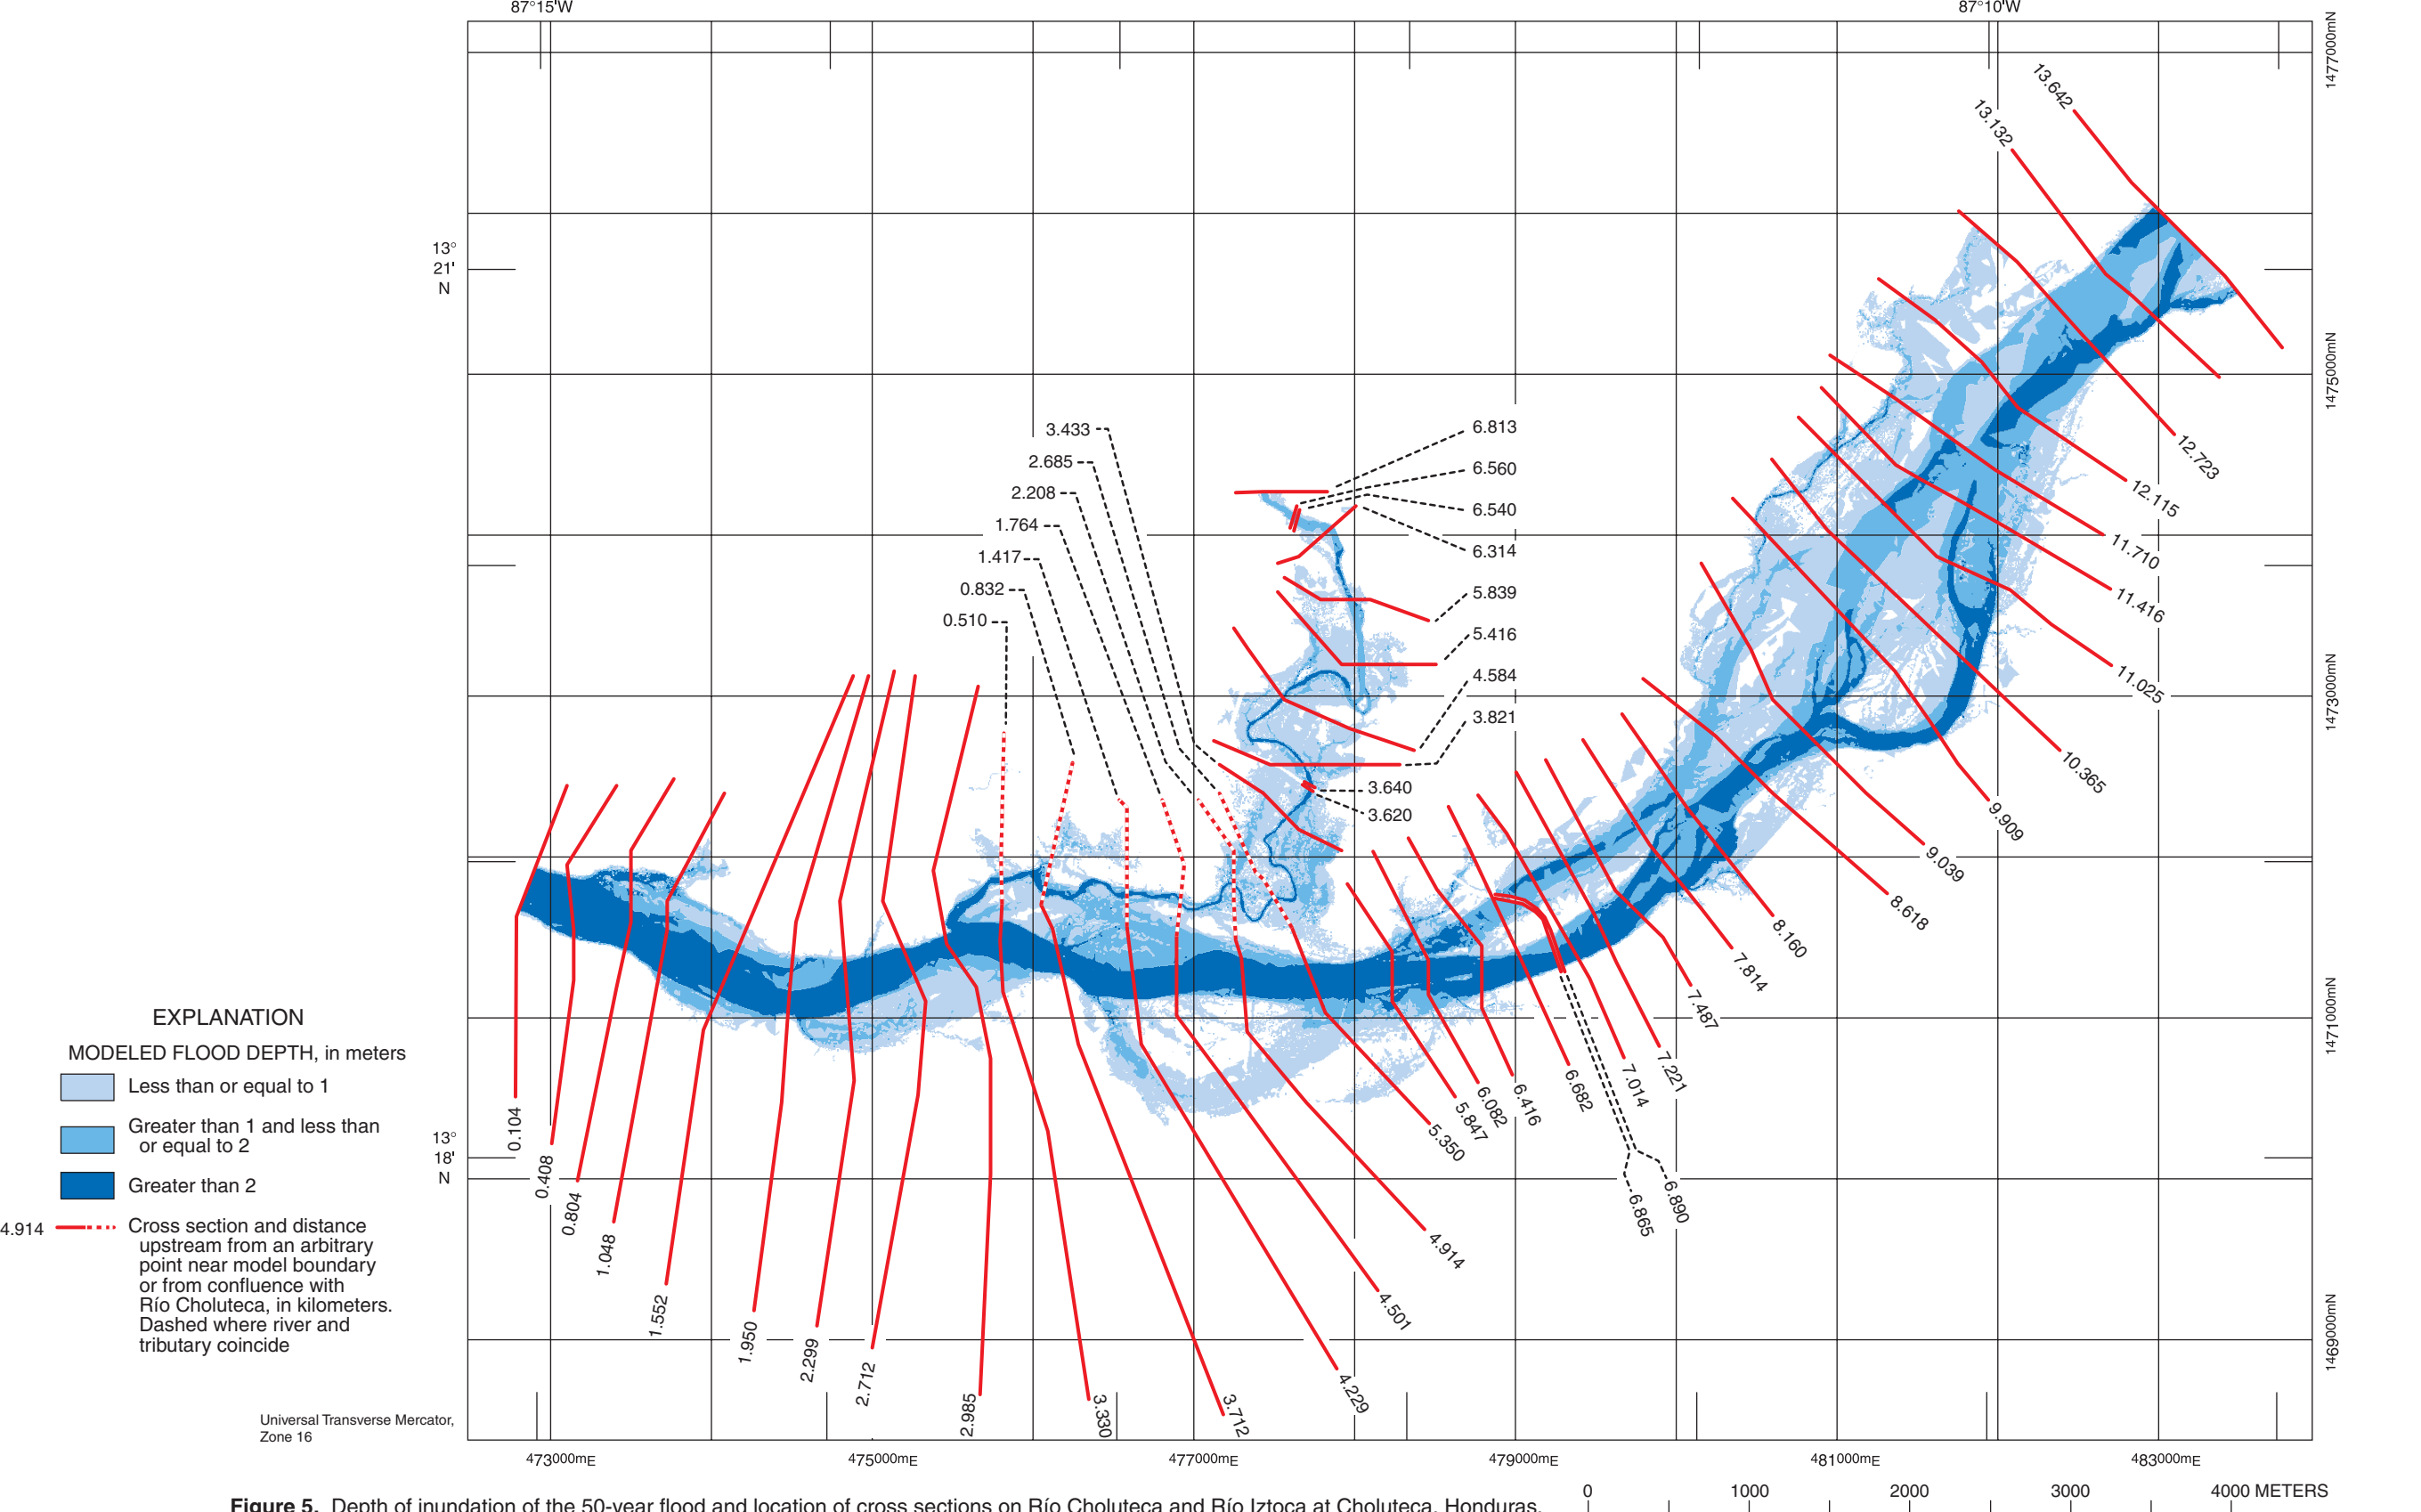 87°15'W
87°10'W
1477000mN
13.642
13.132
13°
21'
N
1475000mN
3.433
6.813
2.685
6.560
12.723
2.208
12.115
6.540
1.764
11.710
6.314
1.417
0.832
5.839
11.416
0.510
5.416
11.025
4.584
1473000mN
3.821
10.365
3.640
3.620
9.909
9.039
8.618
8.160
7.814
7.487
1471000mN
7.221
7.014
6.682
6.416
6.082
5.847
5.350
6.890
6.865
EXPLANATION
MODELED FLOOD DEPTH, in meters
Less than or equal to 1
Greater than 1 and less than
or equal to 2
Greater than 2
4.914
Cross section and distance
upstream from an arbitrary
point near model boundary
or from confluence with
Río Choluteca, in kilometers.
Dashed where river and
tributary coincide
13°
18'
N
0.104
0.408
0.804
1.048
1.552
1.950
2.299
2.712
2.985
3.330
3.712
4.229
4.501
4.914
1469000mN
Universal Transverse Mercator,
Zone 16
473000mE
475000mE
477000mE
479000mE
481000mE
483000mE
0
1000
2000
3000
4000 METERS
Figure 5. Depth of inundation of the 50-year flood and location of cross sections on Río Choluteca and Río Iztoca at Choluteca, Honduras.